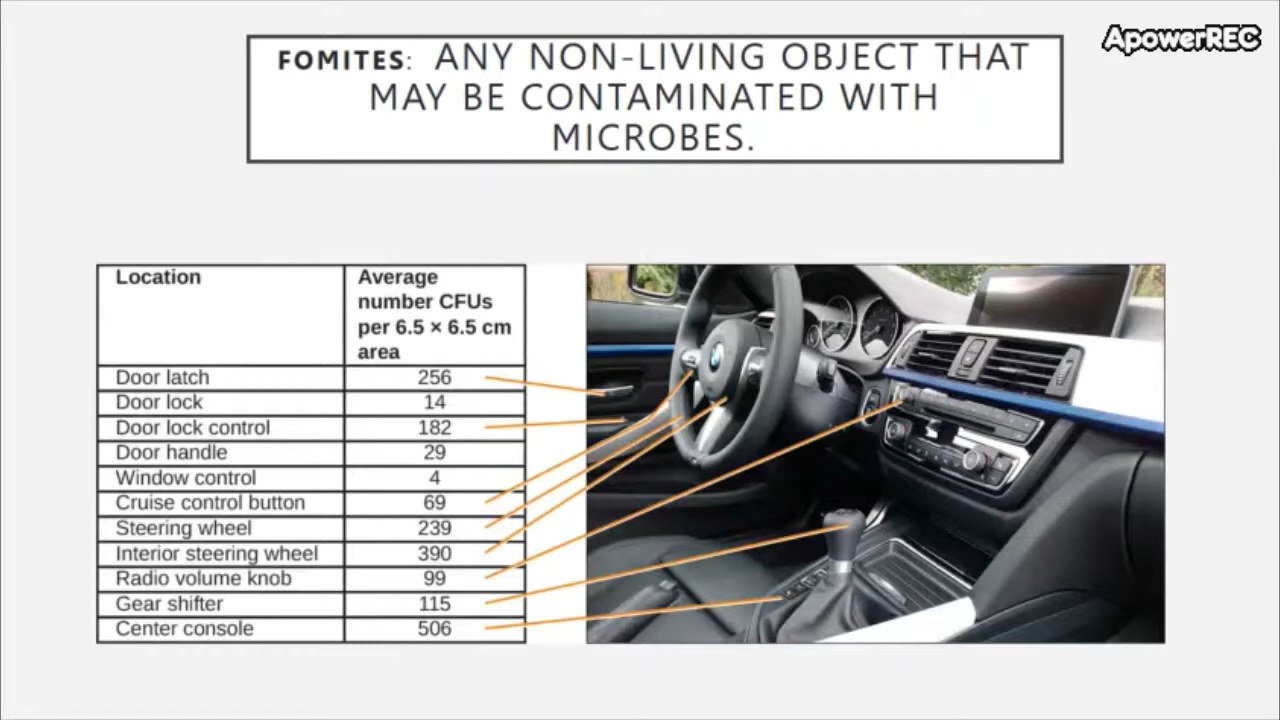 ApowerREC
FOMITES: ANY NON-LIVING OBJECT THAT
MAY BE CONTAMINATED WITH
MICROBES.
Location
Average
number CFUs
per 6.5 × 6.5 cm
area
Door latch 256
Door lock 14
Door lock control 182
Door handle 29
Window control 4
Cruise control button 69
Steering wheel 239
Interior steering wheel 390
Radio volume knob 99
Gear shifter 115
Center console 506